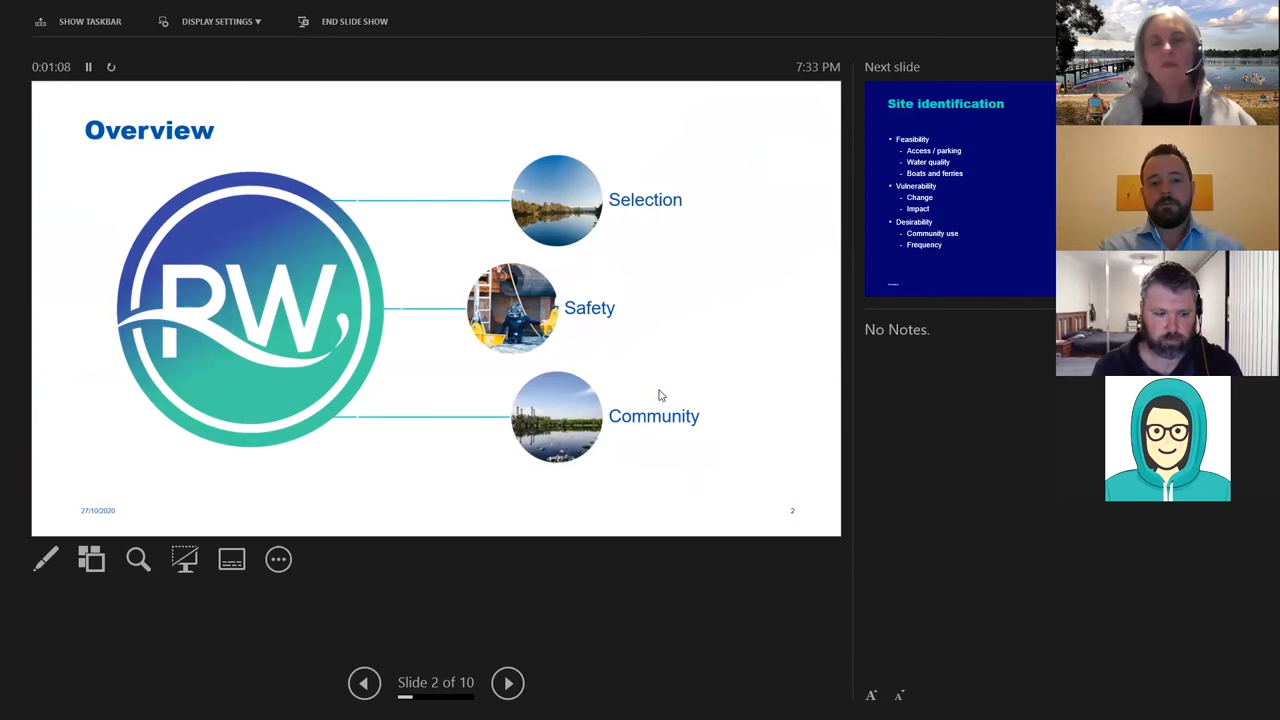 SHOW TASKBAR
DISPLAY SETTINGS ▾
END SLIDE SHOW
0:01:08
7:33 PM
Overview
RW
Selection
Safety
Community
27/10/2020
2
Next slide
Site identification
• Feasibility
- Access / parking
- Water quality
- Boats and ferries
• Vulnerability
- Change
- Impact
• Desirability
- Community use
- Frequency
No Notes.
Slide 2 of 10
A A